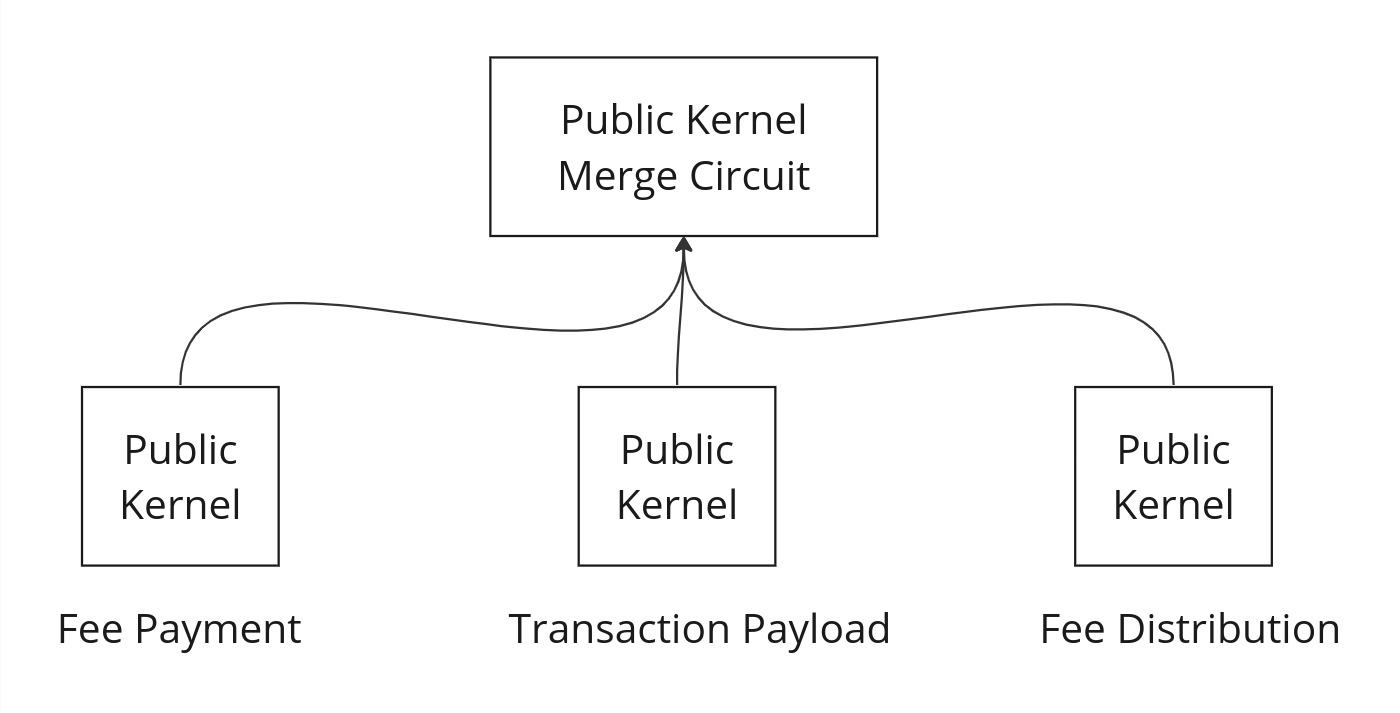 Public Kernel
Merge Circuit
Public
Kernel
Public
Kernel
Public
Kernel
Fee Payment
Transaction Payload
Fee Distribution